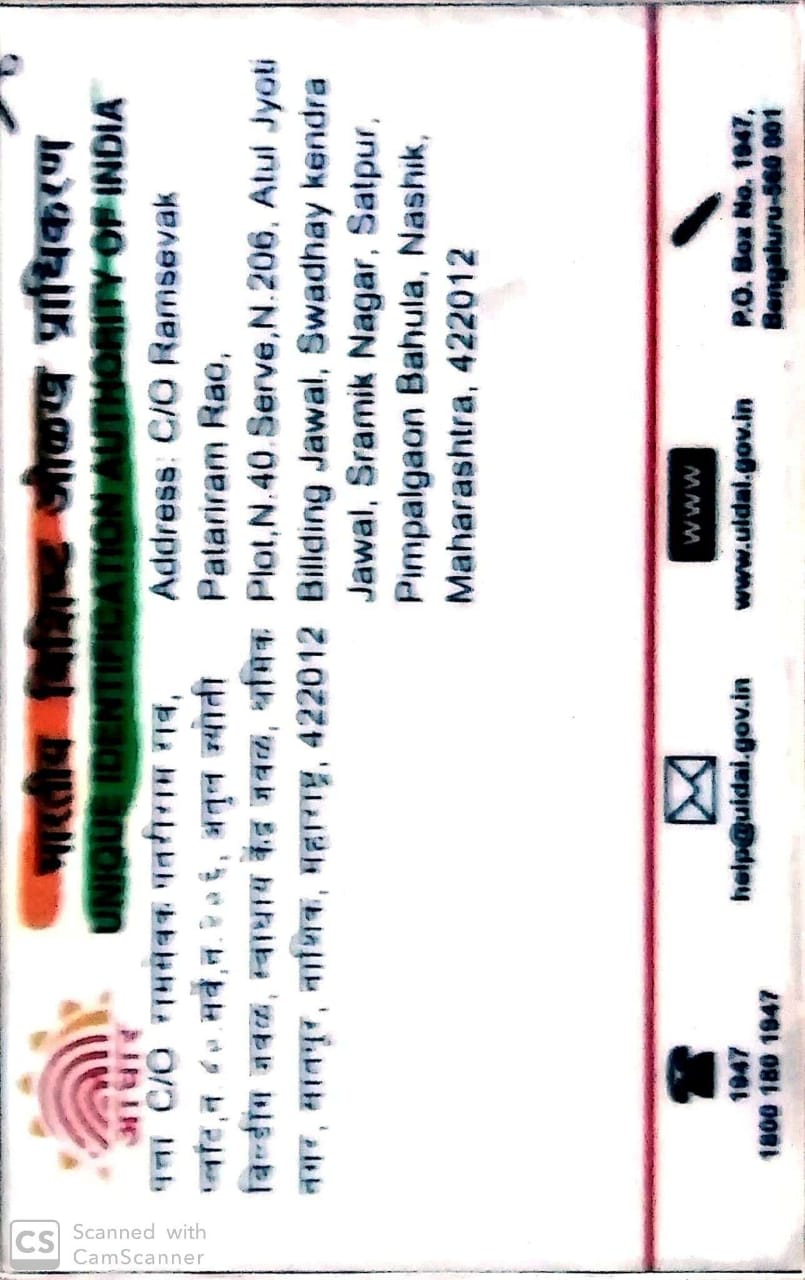 भारतीय विशिष्ट ओळख प्राधिकरण
UNIQUE IDENTIFICATION AUTHORITY OF INDIA
आधार
पत्ता C/O रामसेवक पतरीराम राव,
प्लॉट,न.४०.सर्वे,न.२०६, अतुल ज्योती
बिल्डींग जवळ, स्वाध्याय केंद्र जवळ, श्रमिक
नगर, सातपूर, नाशिक, महाराष्ट्र, 422012
Address: C/O Ramsevak
Patariram Rao,
Plot,N.40.Serve,N.206, Atul Jyoti
Billding Jawal, Swadhay kendra
Jawal, Sramik Nagar, Satpur,
Pimpalgaon Bahula, Nashik,
Maharashtra, 422012
1947
1800 180 1947
help@uidai.gov.in
WWW
www.uidai.gov.in
P.O. Box No. 1947,
Bengaluru-560 001
CS
Scanned with
CamScanner